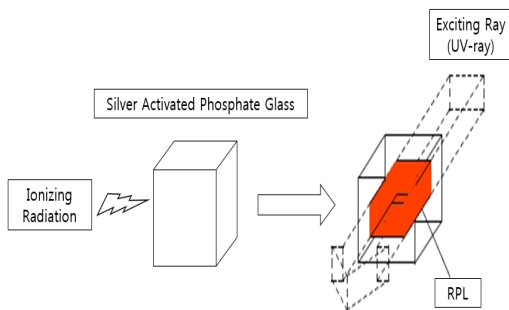 Exciting Ray
(UV-ray)
Silver Activated Phosphate Glass
Ionizing
Radiation
RPL